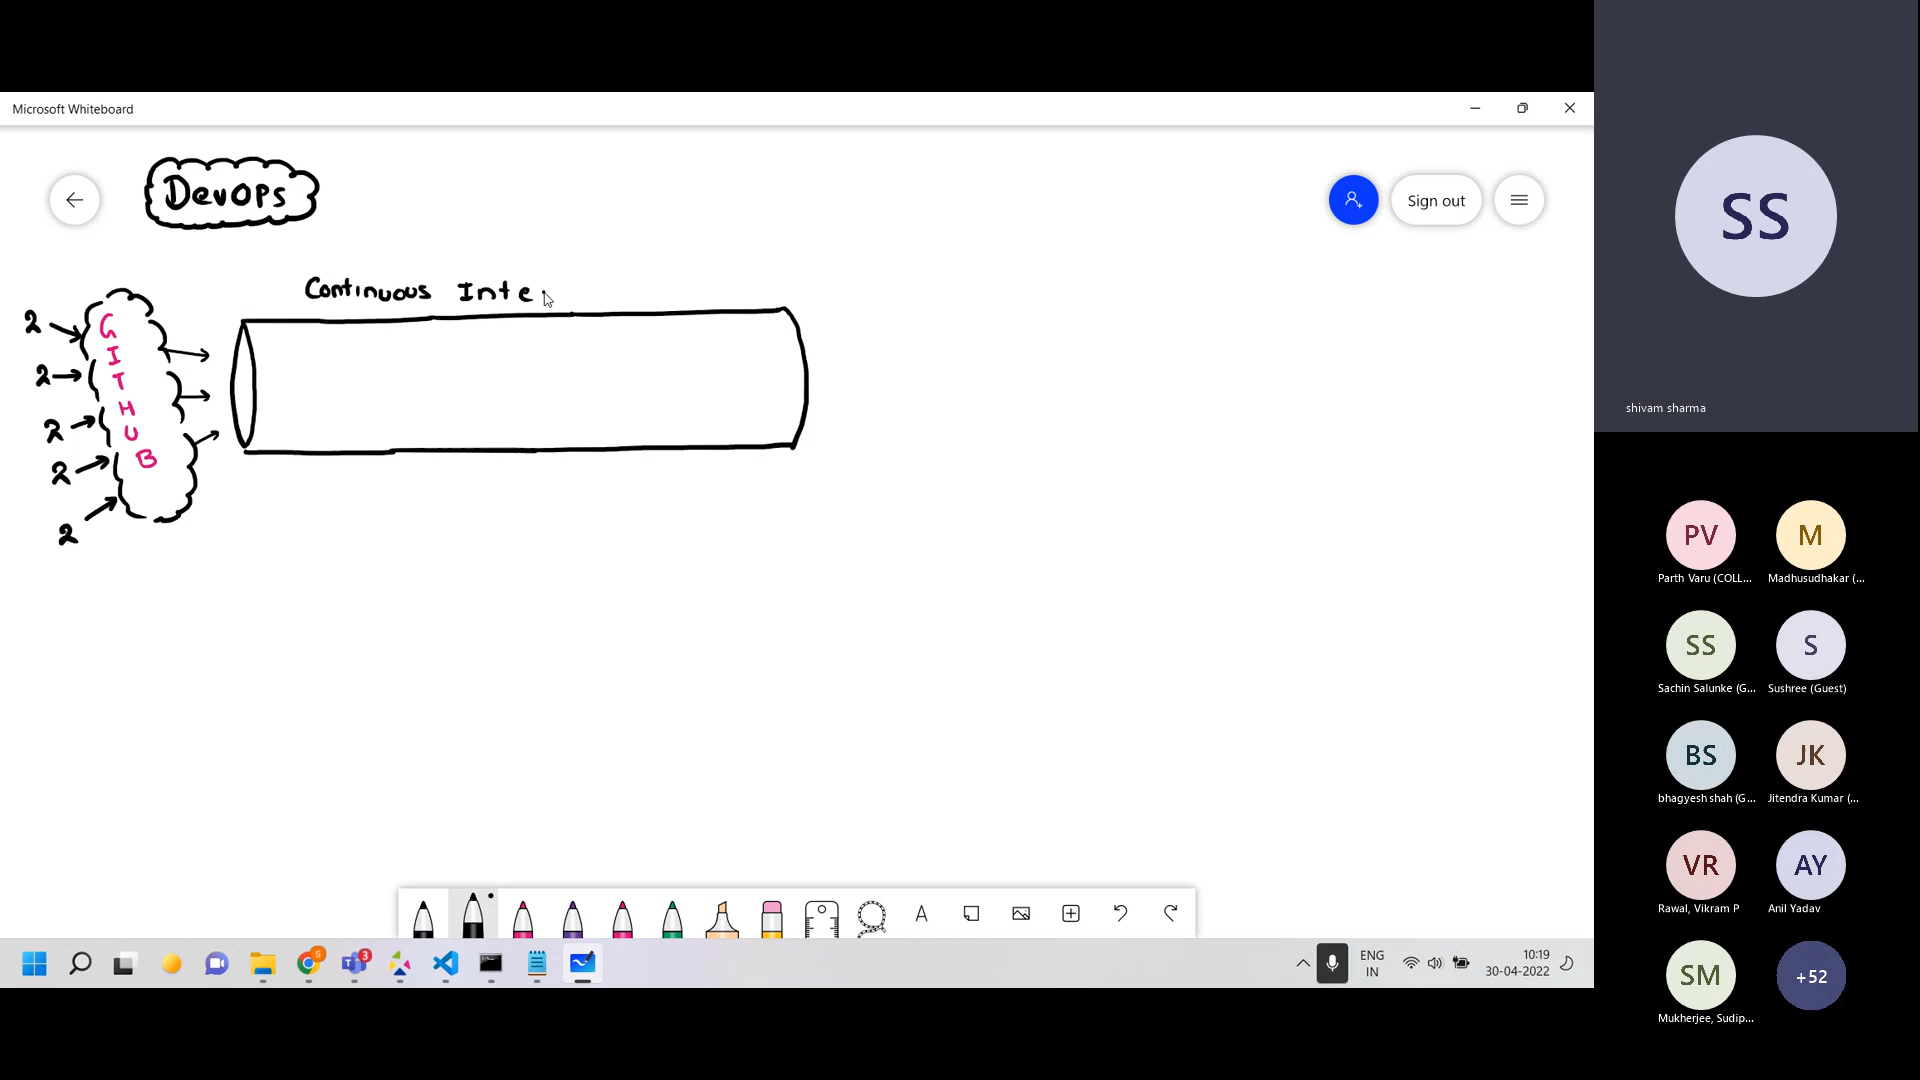 Microsoft Whiteboard
DevOps
Sign out
Continuous Inte
2
2
2
2
2
GITHUB
SS
shivam sharma
PV
Parth Varu (COLL...
M
Madhusudhakar (...
SS
Sachin Salunke (G...
S
Sushree (Guest)
BS
bhagyesh shah (G...
JK
Jitendra Kumar (...
VR
Rawal, Vikram P
AY
Anil Yadav
SM
Mukherjee, Sudip...
+52
A
S
3
ENG
IN
10:19
30-04-2022